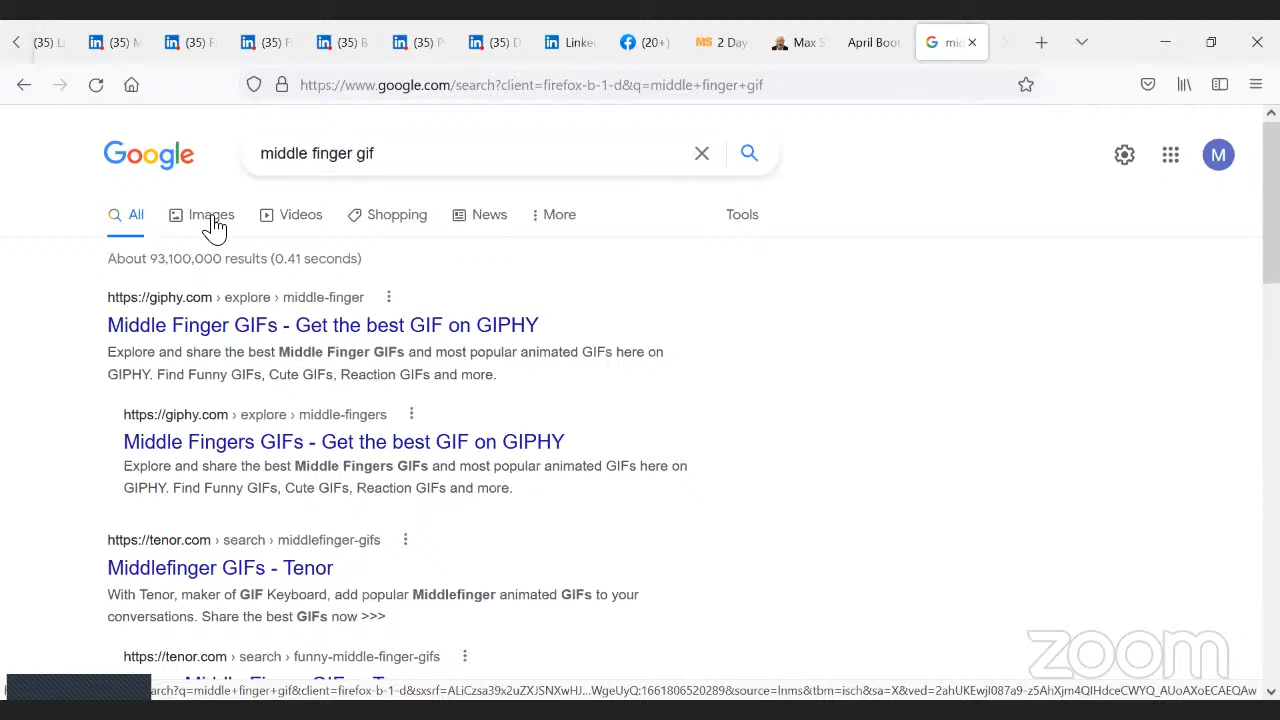 (35) L (35) M (35) F (35) F (35) B (35) P (35) D Linke (20+) MS 2 Day Max S April Boot G mid
https://www.google.com/search?client=firefox-b-1-d&q=middle+finger+gif
Google middle finger gif M
All Images Videos Shopping News More Tools
About 93,100,000 results (0.41 seconds)
https://giphy.com › explore › middle-finger
Middle Finger GIFs - Get the best GIF on GIPHY
Explore and share the best Middle Finger GIFs and most popular animated GIFs here on
GIPHY. Find Funny GIFs, Cute GIFs, Reaction GIFs and more.
https://giphy.com › explore › middle-fingers
Middle Fingers GIFs - Get the best GIF on GIPHY
Explore and share the best Middle Fingers GIFs and most popular animated GIFs here on
GIPHY. Find Funny GIFs, Cute GIFs, Reaction GIFs and more.
https://tenor.com › search › middlefinger-gifs
Middlefinger GIFs - Tenor
With Tenor, maker of GIF Keyboard, add popular Middlefinger animated GIFs to your
conversations. Share the best GIFs now >>>
https://tenor.com › search › funny-middle-finger-gifs
zoom